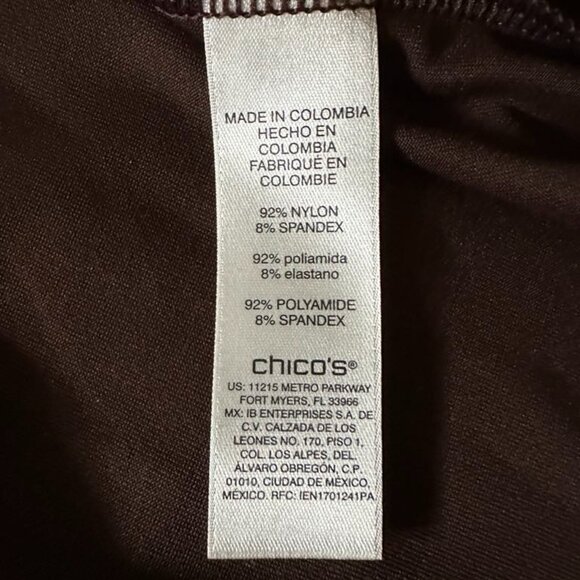 MADE IN COLOMBIA
HECHO EN
COLOMBIA
FABRIQUÉ EN
COLOMBIE
92% NYLON
8% SPANDEX
92% poliamida
8% elastano
92% POLYAMIDE
8% SPANDEX
chico's®
US: 11215 METRO PARKWAY
FORT MYERS, FL 33966
MX: IB ENTERPRISES S.A. DE
C.V. CALZADA DE LOS
LEONES NO. 170, PISO 1,
COL. LOS ALPES, DEL.
ÁLVARO OBREGÓN, C.P.
01010, CIUDAD DE MÉXICO,
MÉXICO. RFC: IEN1701241PA